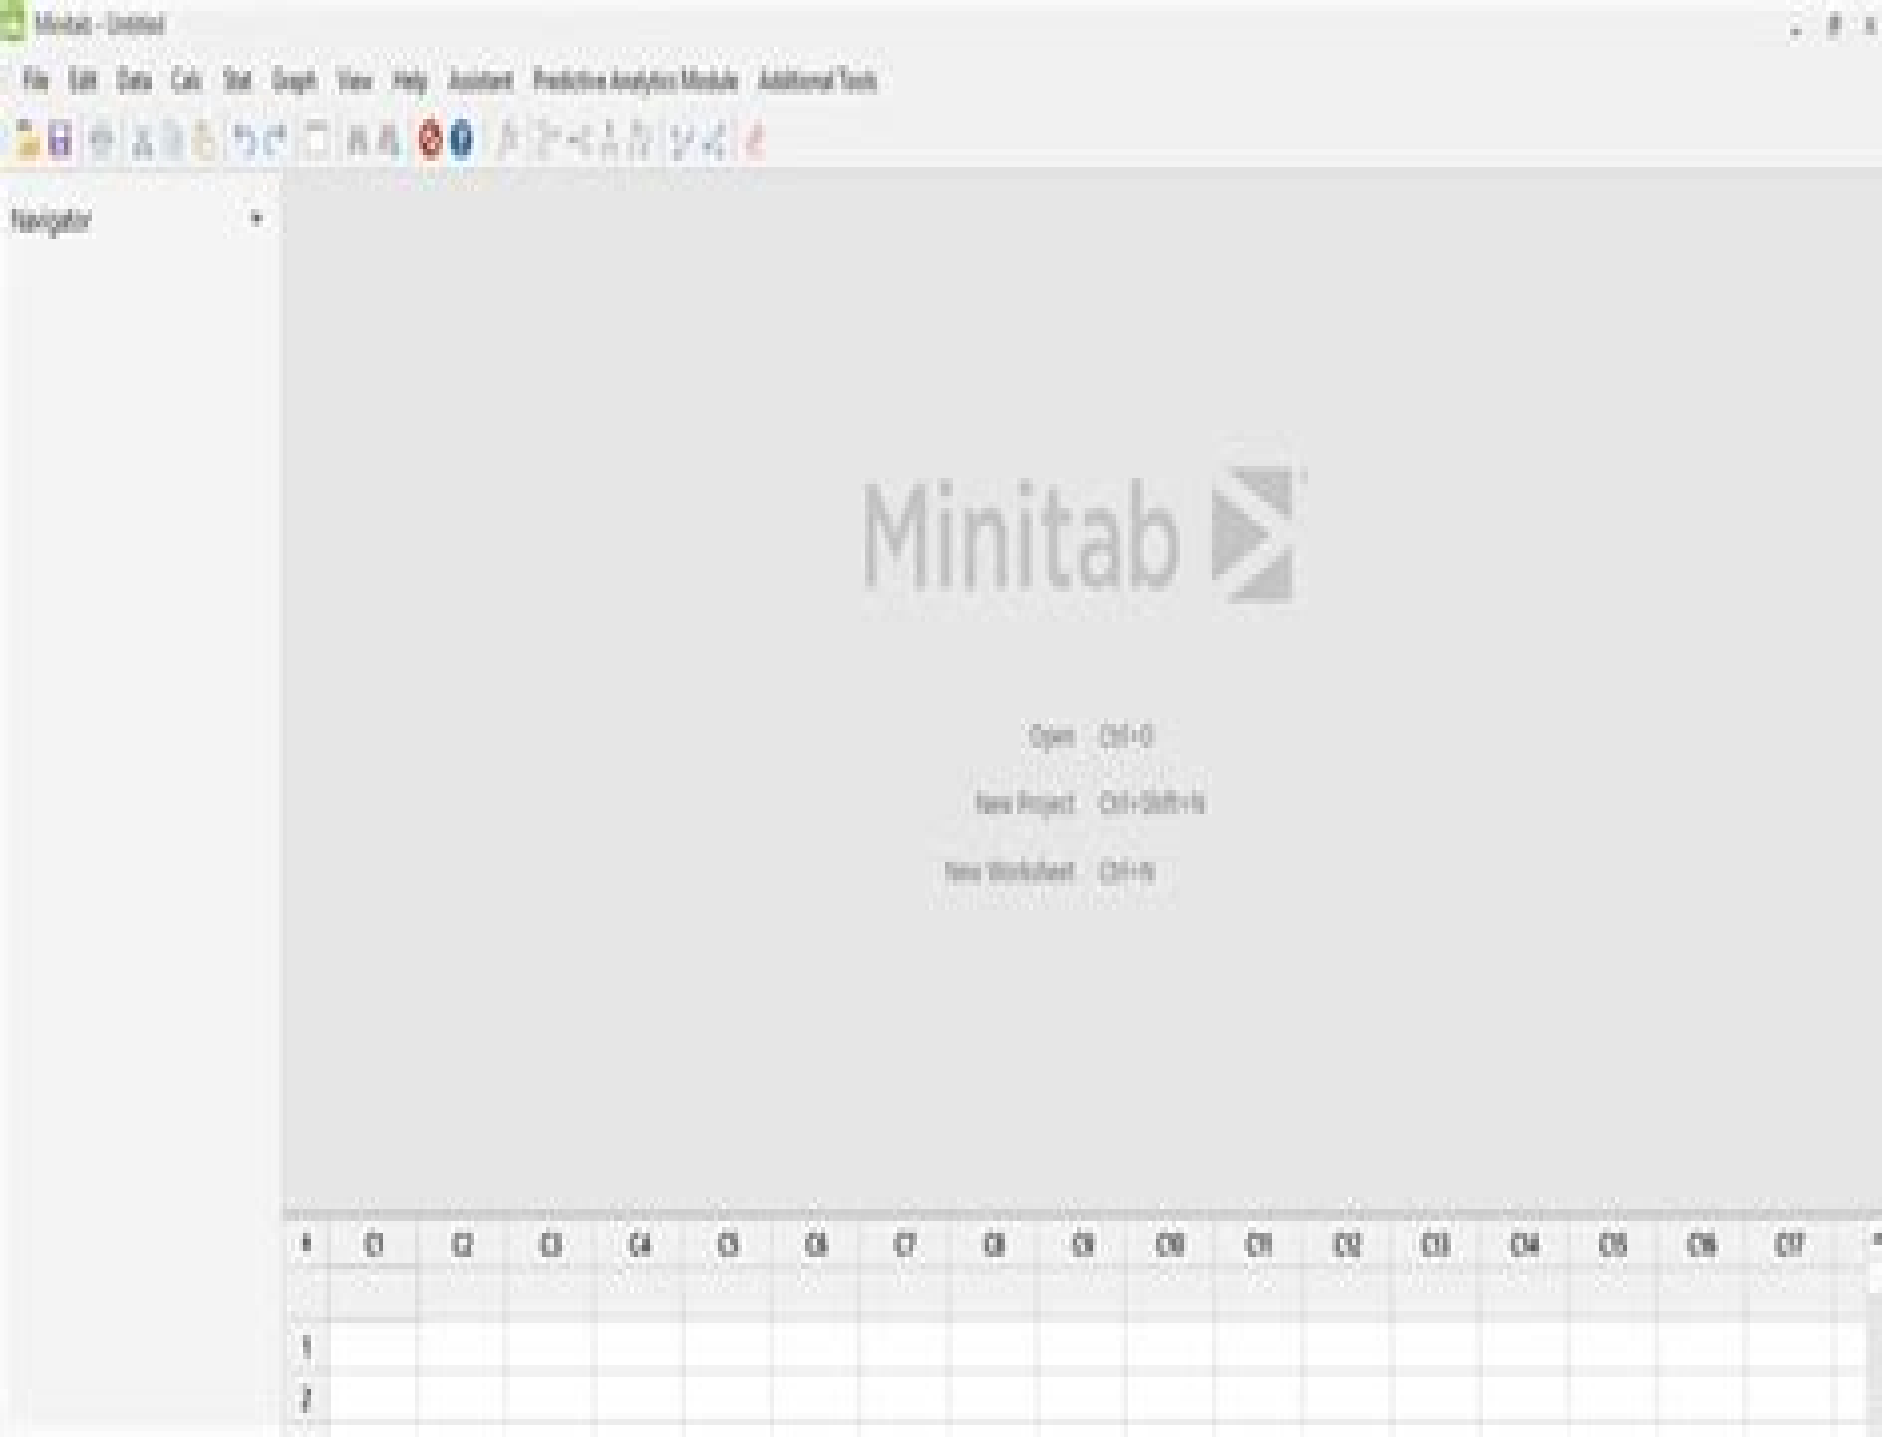 Minitab - Untitled
File Edit Data Calc Stat Graph View Help Assistant Predictive Analytics Module Additional Tools
Navigator
Minitab
Open Ctrl+O
New Project Ctrl+Shift+N
New Worksheet Ctrl+N
C1 C2 C3 C4 C5 C6 C7 C8 C9 C10 C11 C12 C13 C14 C15 C16 C17
1
2